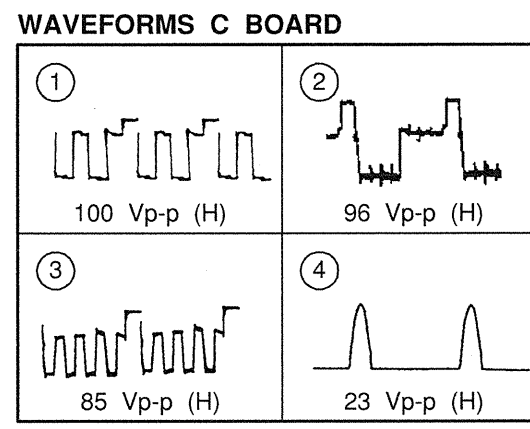 WAVEFORMS C BOARD
1
2
100 Vp-p (H)
96 Vp-p (H)
3
4
85 Vp-p (H)
23 Vp-p (H)